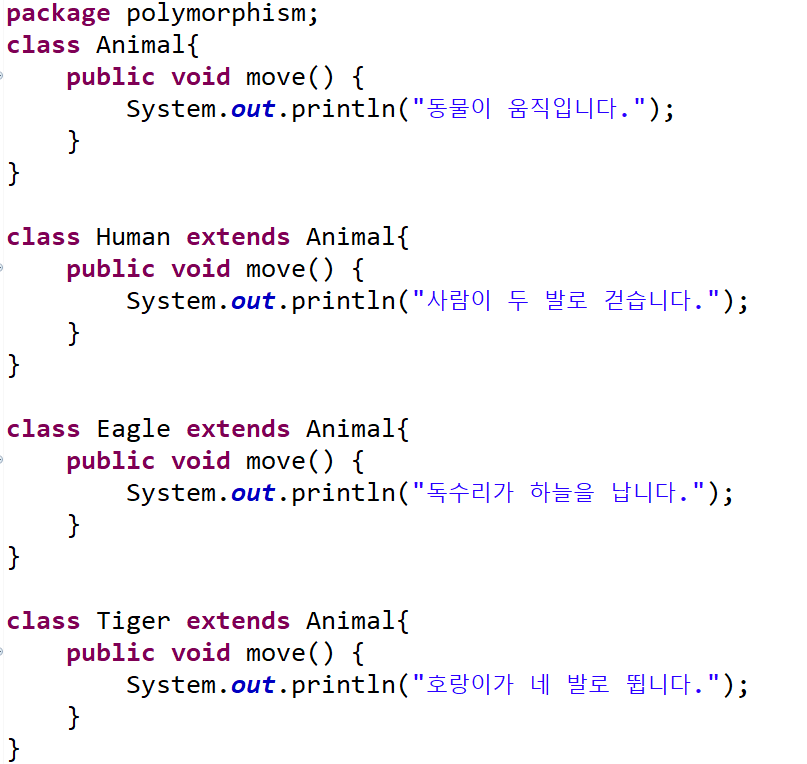 package polymorphism;
class Animal{
    public void move() {
        System.out.println("동물이 움직입니다.");
    }
}

class Human extends Animal{
    public void move() {
        System.out.println("사람이 두 발로 걷습니다.");
    }
}

class Eagle extends Animal{
    public void move() {
        System.out.println("독수리가 하늘을 납니다.");
    }
}

class Tiger extends Animal{
    public void move() {
        System.out.println("호랑이가 네 발로 뜁니다.");
    }
}